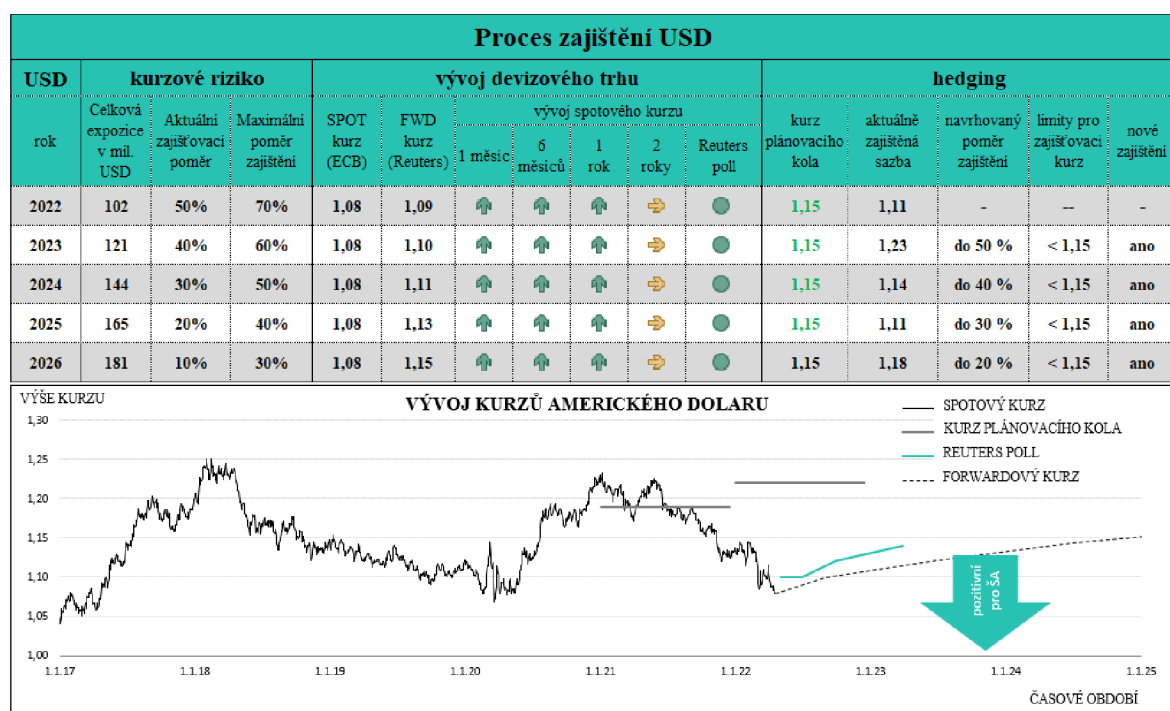 Proces zajištění USD
USD kurzové riziko vývoj devizového trhu hedging
rok
Celková
expozice
v mil.
USD
Aktuální
zajišťovací
poměr
Maximální
poměr
zajištění
SPOT
kurz
(ECB)
FWD
kurz
(Reuters)
vývoj spotového kurzu
1 měsíc
6
měsíců
1
rok
2
roky
Reuters
poll
kurz
plánovacího
kola
aktuálně
zajištěná
sazba
navrhovaný
poměr
zajištění
limity pro
zajišťovací
kurz
nové
zajištění
2022 102 50% 70% 1,08 1,09 1,15 1,11 - -- -
2023 121 40% 60% 1,08 1,10 1,15 1,23 do 50 % < 1,15 ano
2024 144 30% 50% 1,08 1,11 1,15 1,14 do 40 % < 1,15 ano
2025 165 20% 40% 1,08 1,13 1,15 1,11 do 30 % < 1,15 ano
2026 181 10% 30% 1,08 1,15 1,15 1,18 do 20 % < 1,15 ano
VÝŠE KURZU
VÝVOJ KURZŮ AMERICKÉHO DOLARU
SPOTOVÝ KURZ
KURZ PLÁNOVACÍHO KOLA
REUTERS POLL
FORWARDOVÝ KURZ
1,30
1,25
1,20
1,15
1,10
1,05
1,00
pozitivní
pro ŠA
1.1.17 1.1.18 1.1.19 1.1.20 1.1.21 1.1.22 1.1.23 1.1.24 1.1.25
ČASOVÉ OBDOBÍ